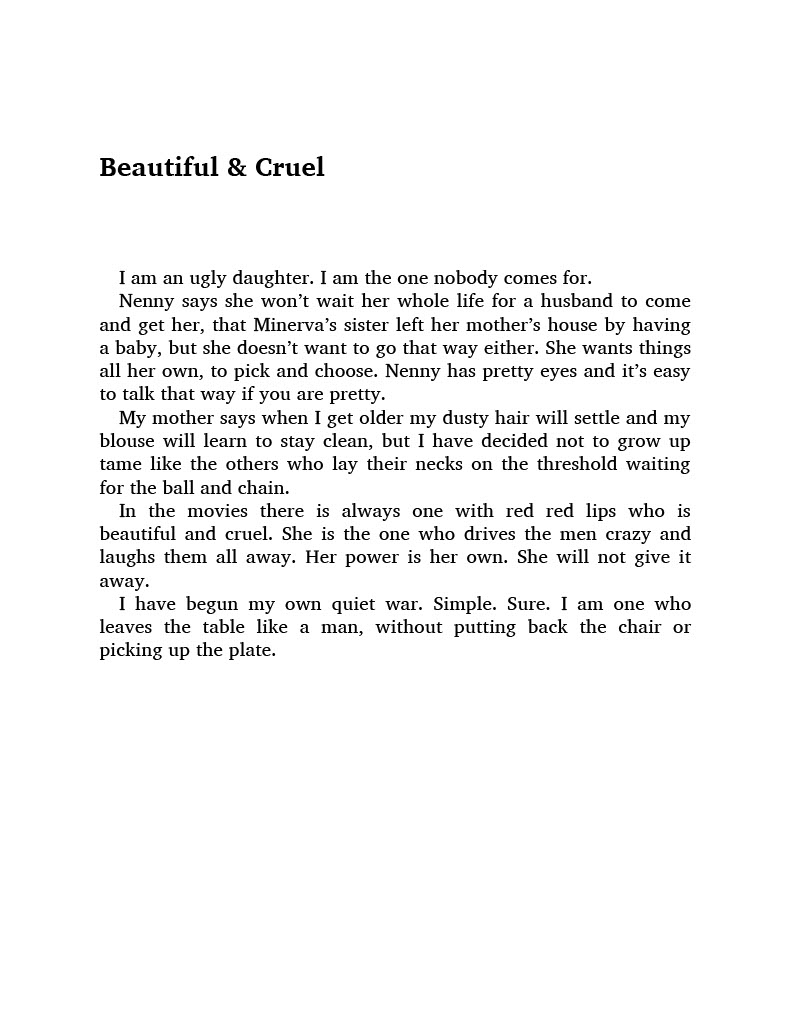 Beautiful & Cruel
I am an ugly daughter. I am the one nobody comes for.
Nenny says she won’t wait her whole life for a husband to come
and get her, that Minerva’s sister left her mother’s house by having
a baby, but she doesn’t want to go that way either. She wants things
all her own, to pick and choose. Nenny has pretty eyes and it’s easy
to talk that way if you are pretty.
My mother says when I get older my dusty hair will settle and my
blouse will learn to stay clean, but I have decided not to grow up
tame like the others who lay their necks on the threshold waiting
for the ball and chain.
In the movies there is always one with red red lips who is
beautiful and cruel. She is the one who drives the men crazy and
laughs them all away. Her power is her own. She will not give it
away.
I have begun my own quiet war. Simple. Sure. I am one who
leaves the table like a man, without putting back the chair or
picking up the plate.